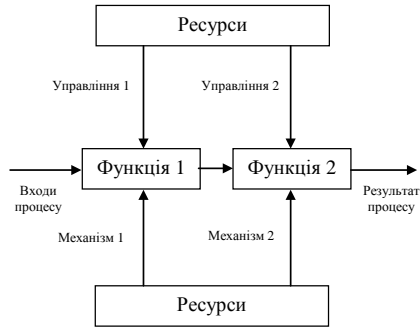 Ресурси
Управління 1
Управління 2
Функція 1
Функція 2
Входи
процесу
Результат
процесу
Механізм 1
Механізм 2
Ресурси